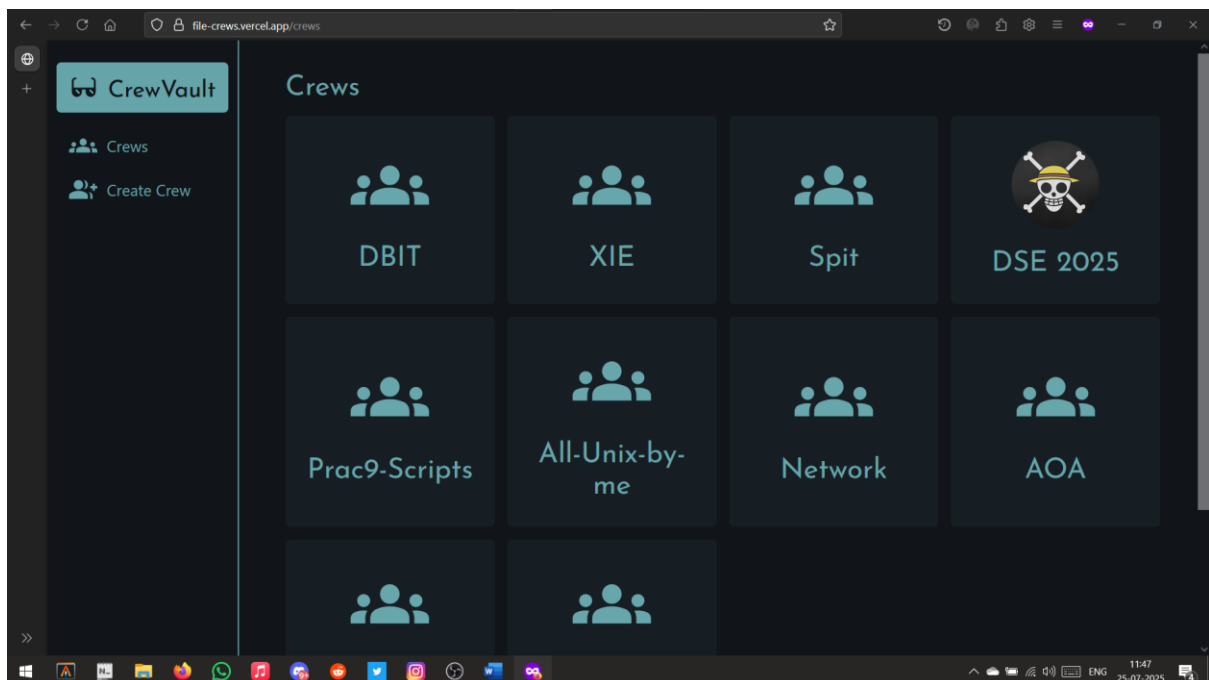 file-crews.vercel.app/crews
CrewVault
Crews
Create Crew
Crews
DBIT
XIE
Spit
DSE 2025
Prac9-Scripts
All-Unix-by-
me
Network
AOA
ENG
11:47
25-07-2025